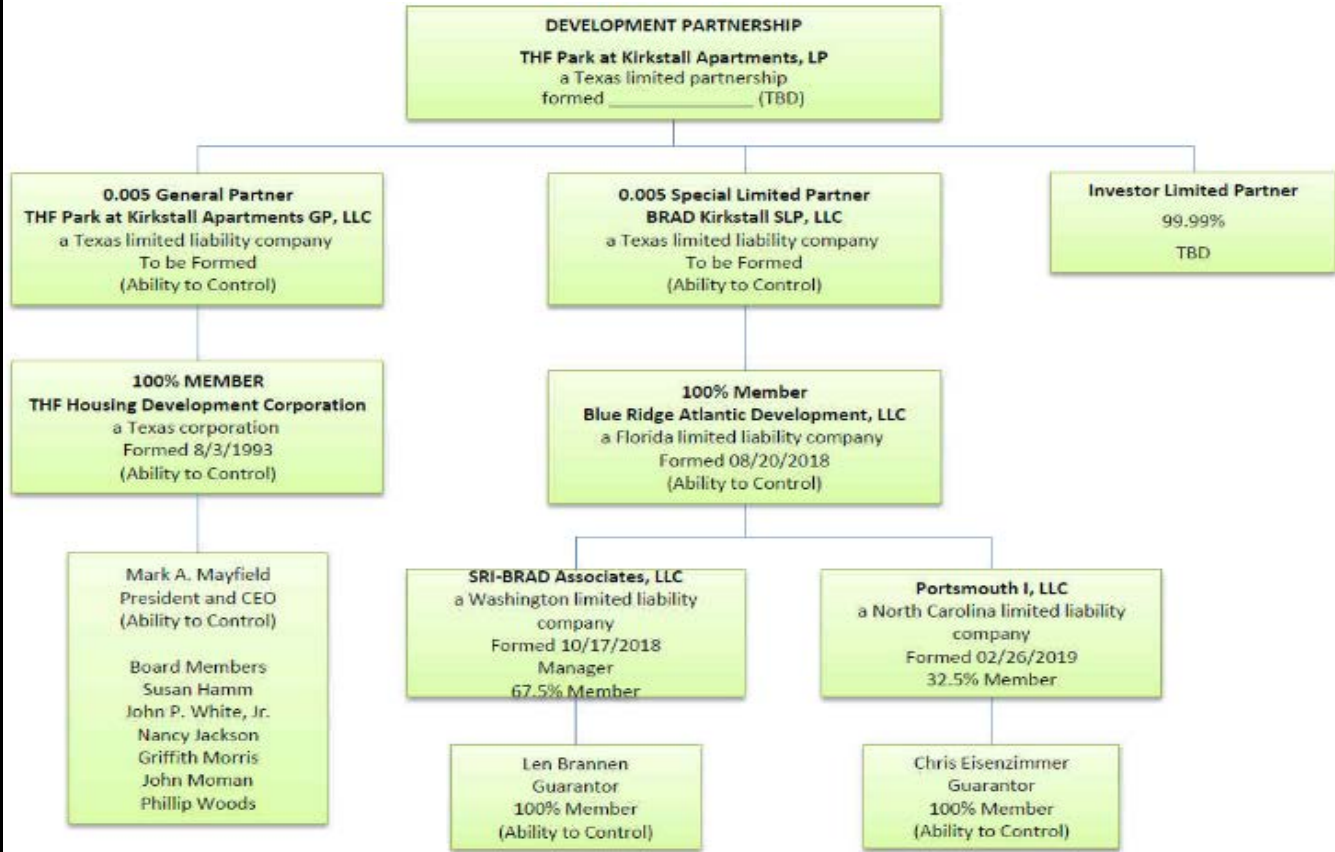 DEVELOPMENT PARTNERSHIP
THF Park at Kirkstall Apartments, LP
a Texas limited partnership
formed _______________ (TBD)
0.005 General Partner
THF Park at Kirkstall Apartments GP, LLC
a Texas limited liability company
To be Formed
(Ability to Control)
0.005 Special Limited Partner
BRAD Kirkstall SLP, LLC
a Texas limited liability company
To be Formed
(Ability to Control)
Investor Limited Partner
99.99%
TBD
100% MEMBER
THF Housing Development Corporation
a Texas corporation
Formed 8/3/1993
(Ability to Control)
100% Member
Blue Ridge Atlantic Development, LLC
a Florida limited liability company
Formed 08/20/2018
(Ability to Control)
Mark A. Mayfield
President and CEO
(Ability to Control)
Board Members
Susan Hamm
John P. White, Jr.
Nancy Jackson
Griffith Morris
John Moman
Phillip Woods
SRI-BRAD Associates, LLC
a Washington limited liability
company
Formed 10/17/2018
Manager
67.5% Member
Portsmouth I, LLC
a North Carolina limited liability
company
Formed 02/26/2019
32.5% Member
Len Brannen
Guarantor
100% Member
(Ability to Control)
Chris Eisenzimmer
Guarantor
100% Member
(Ability to Control)